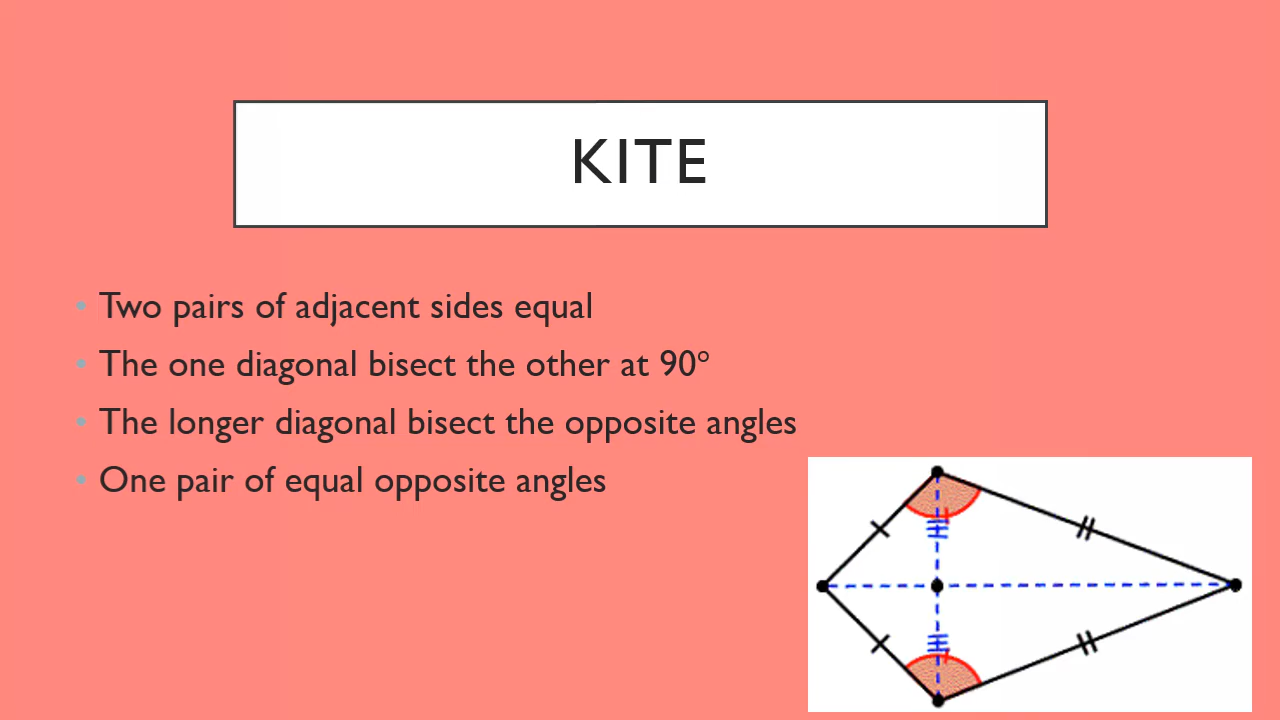 KITE
• Two pairs of adjacent sides equal
• The one diagonal bisect the other at 90°
• The longer diagonal bisect the opposite angles
• One pair of equal opposite angles